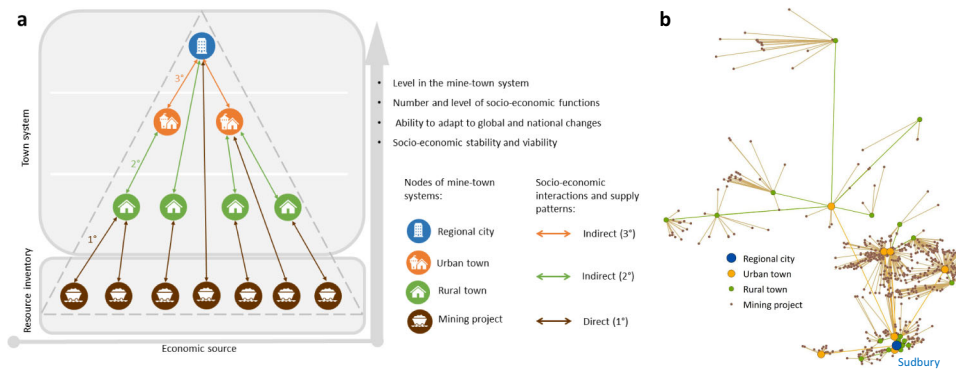 a
b
3°
2°
1°
Town system
Resource inventory
Economic source
• Level in the mine-town system
• Number and level of socio-economic functions
• Ability to adapt to global and national changes
• Socio-economic stability and viability
Nodes of mine-town
systems:
Regional city
Urban town
Rural town
Mining project
Socio-economic
interactions and supply
patterns:
Indirect (3°)
Indirect (2°)
Direct (1°)
Regional city
Urban town
Rural town
Mining project
Sudbury